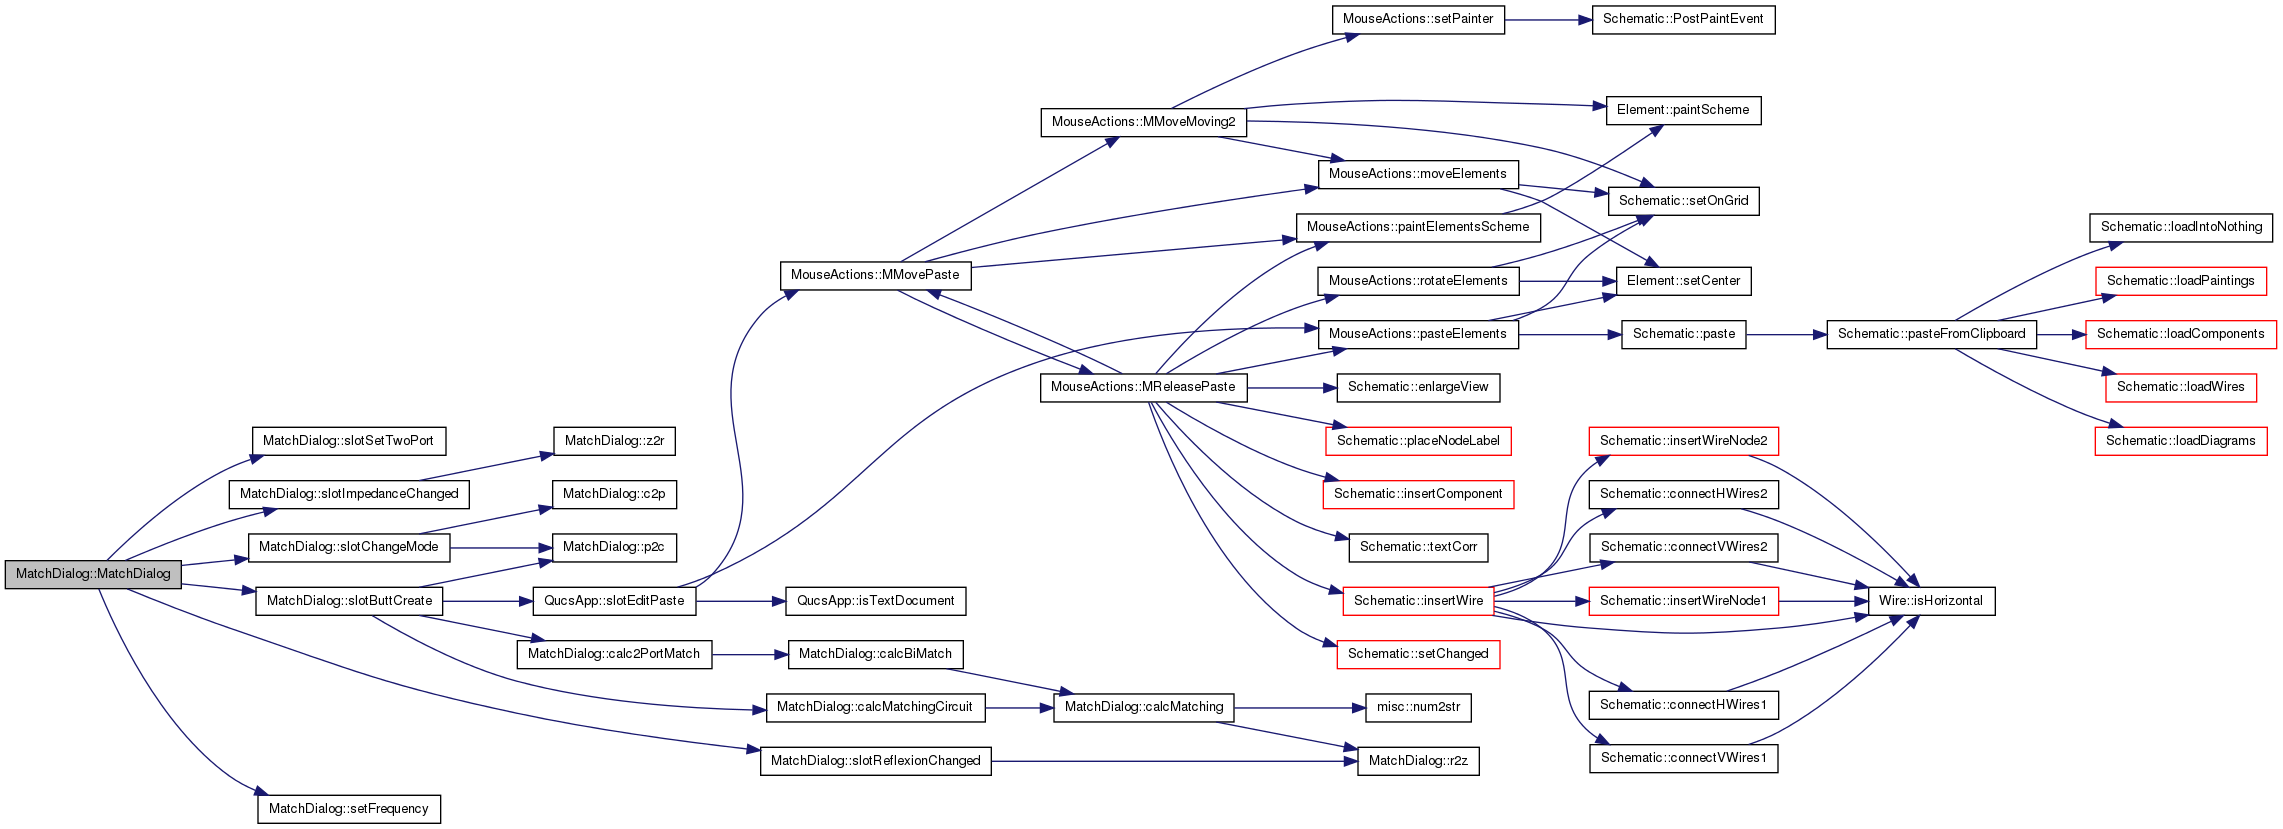 MouseActions::setPainter
Schematic::PostPaintEvent
MouseActions::MMoveMoving2
Element::paintScheme
MouseActions::moveElements
Schematic::setOnGrid
MouseActions::paintElementsScheme
Schematic::loadIntoNothing
MouseActions::MMovePaste
MouseActions::rotateElements
Element::setCenter
Schematic::loadPaintings
MouseActions::pasteElements
Schematic::paste
Schematic::pasteFromClipboard
Schematic::loadComponents
MouseActions::MReleasePaste
Schematic::enlargeView
Schematic::loadWires
MatchDialog::slotSetTwoPort
MatchDialog::z2r
Schematic::placeNodeLabel
Schematic::insertWireNode2
Schematic::loadDiagrams
MatchDialog::slotImpedanceChanged
MatchDialog::c2p
Schematic::insertComponent
Schematic::connectHWires2
MatchDialog::slotChangeMode
MatchDialog::p2c
Schematic::textCorr
Schematic::connectVWires2
MatchDialog::MatchDialog
MatchDialog::slotButtCreate
QucsApp::slotEditPaste
QucsApp::isTextDocument
Schematic::insertWire
Schematic::insertWireNode1
Wire::isHorizontal
MatchDialog::calc2PortMatch
MatchDialog::calcBiMatch
Schematic::setChanged
MatchDialog::calcMatchingCircuit
MatchDialog::calcMatching
misc::num2str
Schematic::connectHWires1
MatchDialog::slotReflexionChanged
MatchDialog::r2z
Schematic::connectVWires1
MatchDialog::setFrequency